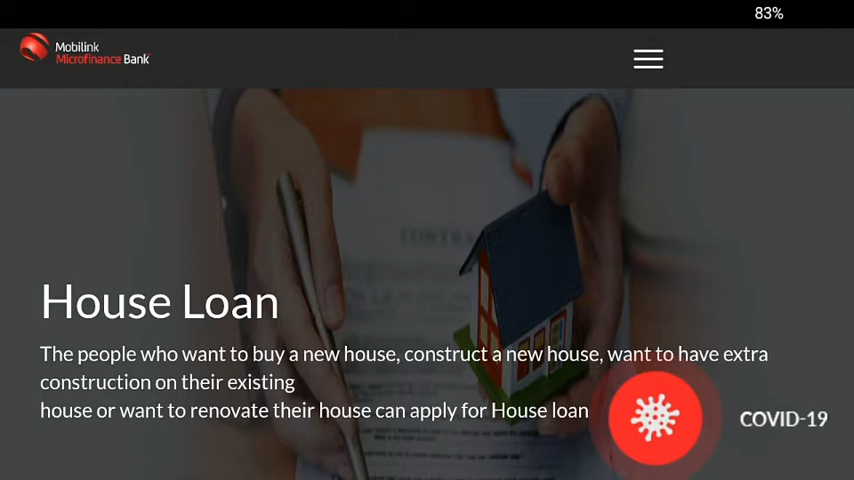 83%
Mobilink
Microfinance Bank
CONTRA
House Loan
The people who want to buy a new house, construct a new house, want to have extra
construction on their existing
house or want to renovate their house can apply for House loan
COVID-19